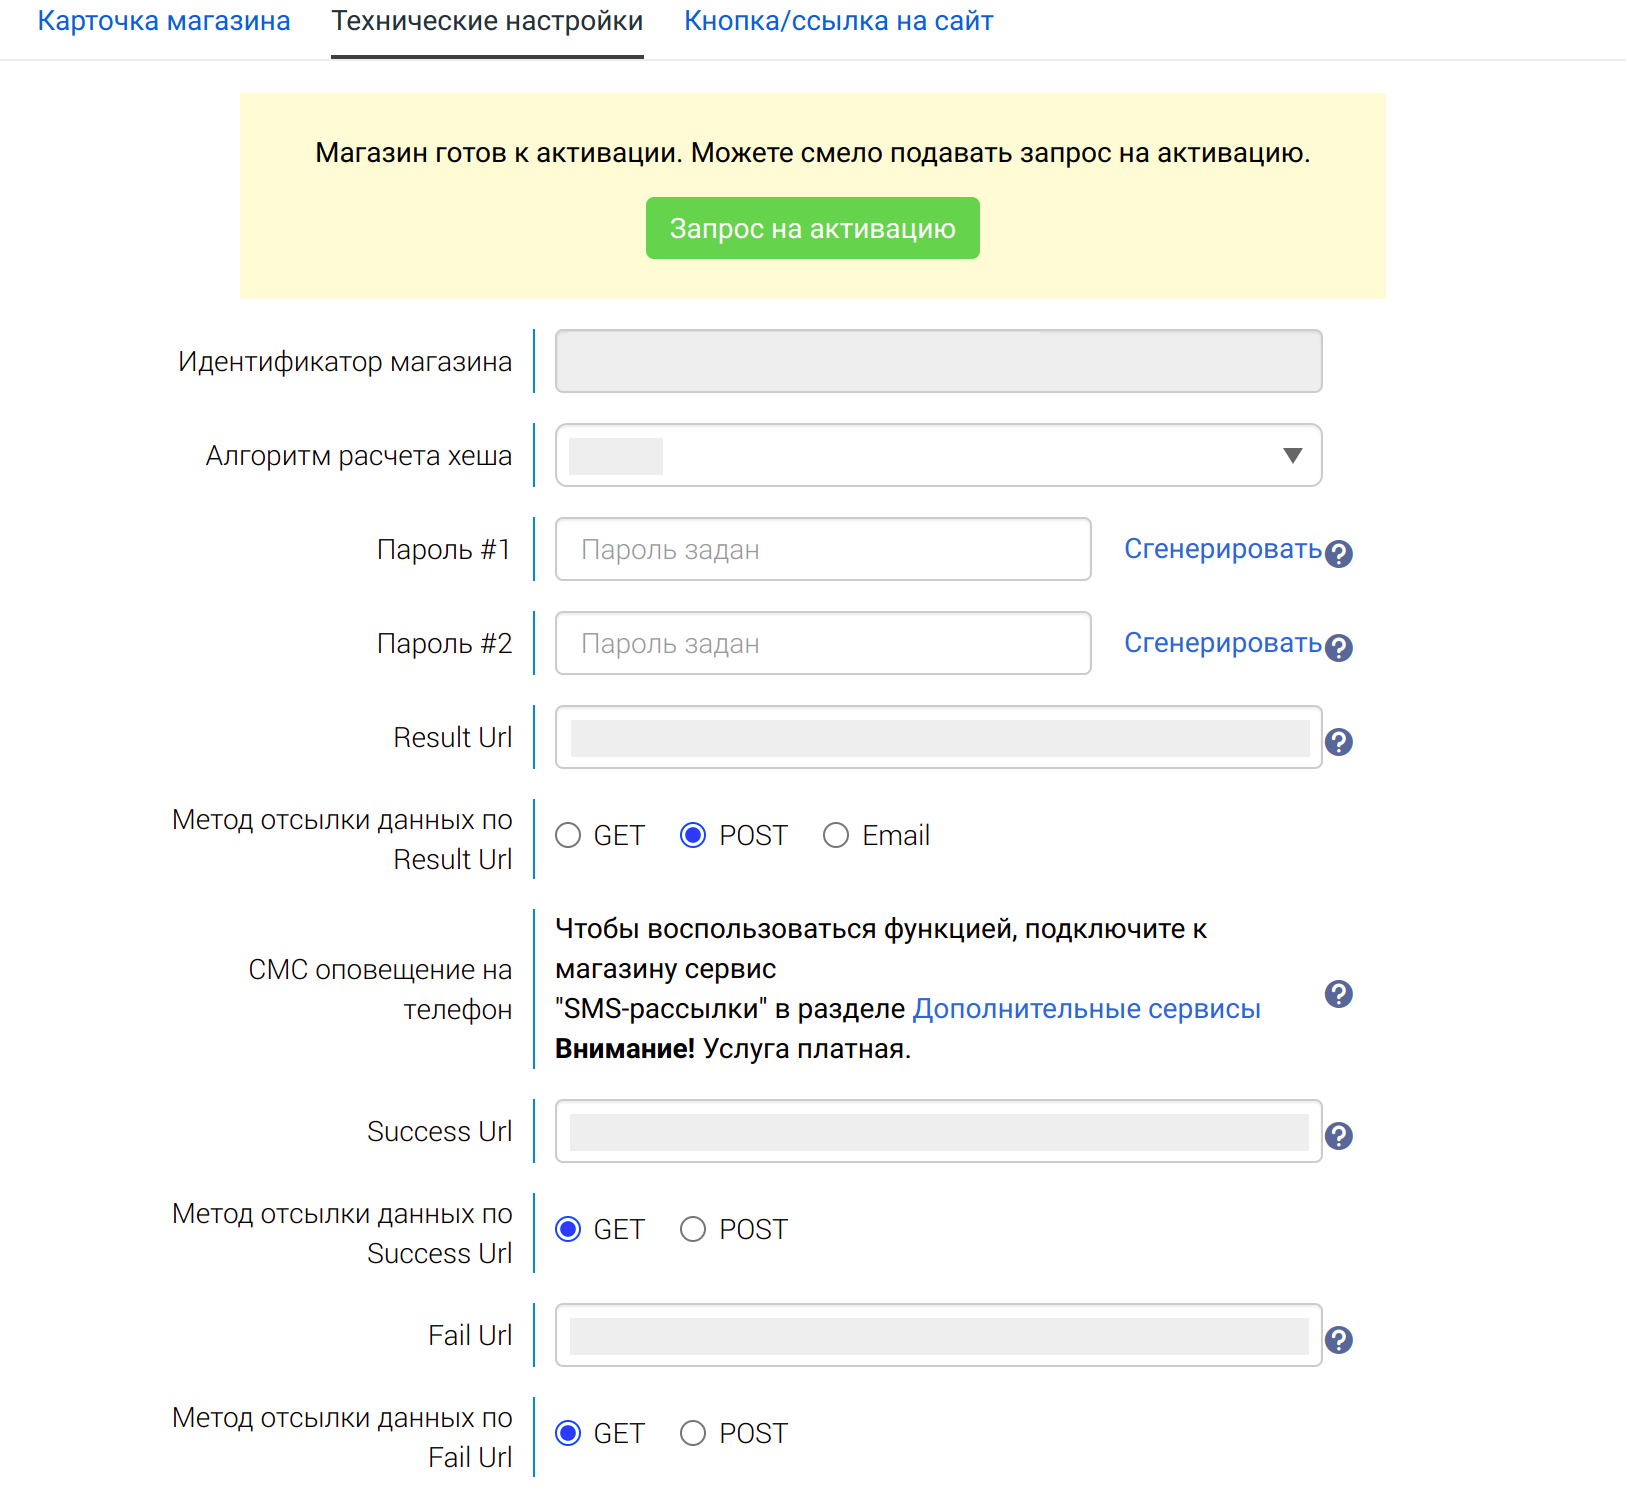 Карточка магазина Технические настройки Кнопка/ссылка на сайт
Магазин готов к активации. Можете смело подавать запрос на активацию.
Запрос на активацию
Идентификатор магазина
Алгоритм расчета хеша
Пароль #1 Пароль задан Сгенерировать ?
Пароль #2 Пароль задан Сгенерировать ?
Result Url ?
Метод отсылки данных по
Result Url
GET POST Email
СМС оповещение на
телефон
Чтобы воспользоваться функцией, подключите к
магазину сервис
"SMS-рассылки" в разделе Дополнительные сервисы
Внимание! Услуга платная.
?
Success Url ?
Метод отсылки данных по
Success Url
GET POST
Fail Url ?
Метод отсылки данных по
Fail Url
GET POST